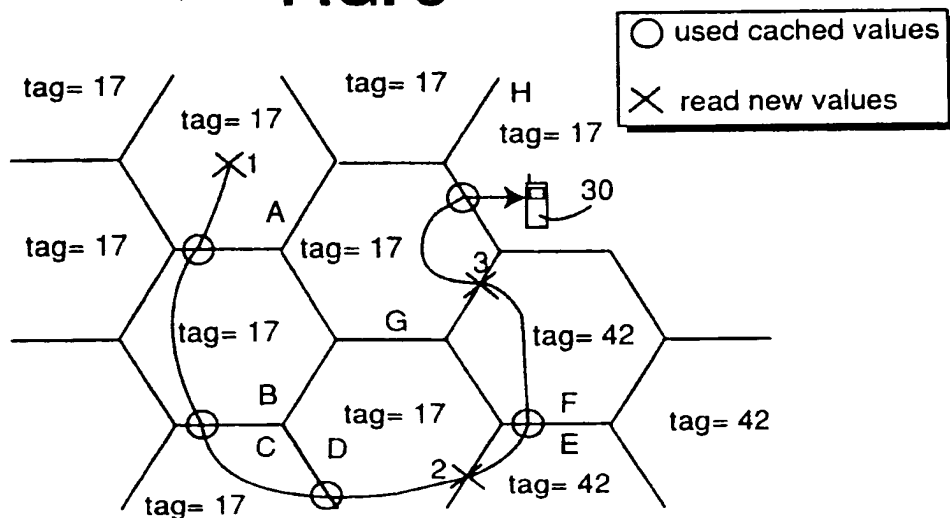 used cached values
read new values
tag= 17
tag= 17
tag= 17
H
tag= 17
1
30
A
tag= 17
tag= 17
3
tag= 17
G
tag= 42
B
tag= 17
F
tag= 42
C
D
E
2
tag= 42
tag= 17